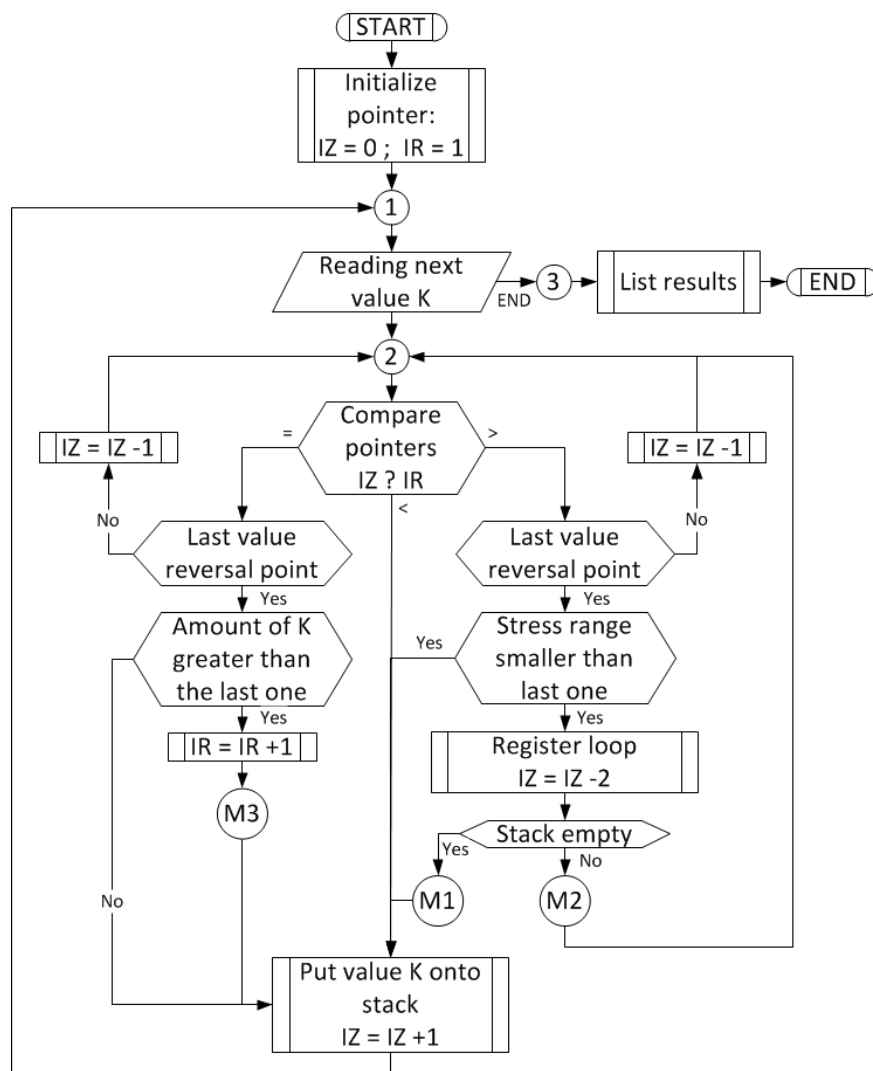 START
Initialize
pointer:
IZ = 0 ; IR = 1
1
Reading next
value K
END
3
List results
END
2
Compare
pointers
IZ ? IR
=
>
<
IZ = IZ -1
IZ = IZ -1
No
No
Last value
reversal point
Last value
reversal point
Yes
Yes
Amount of K
greater than
the last one
Yes
Stress range
smaller than
last one
Yes
Yes
IR = IR +1
Register loop
IZ = IZ -2
M3
Stack empty
Yes
No
No
M1
M2
Put value K onto
stack
IZ = IZ +1